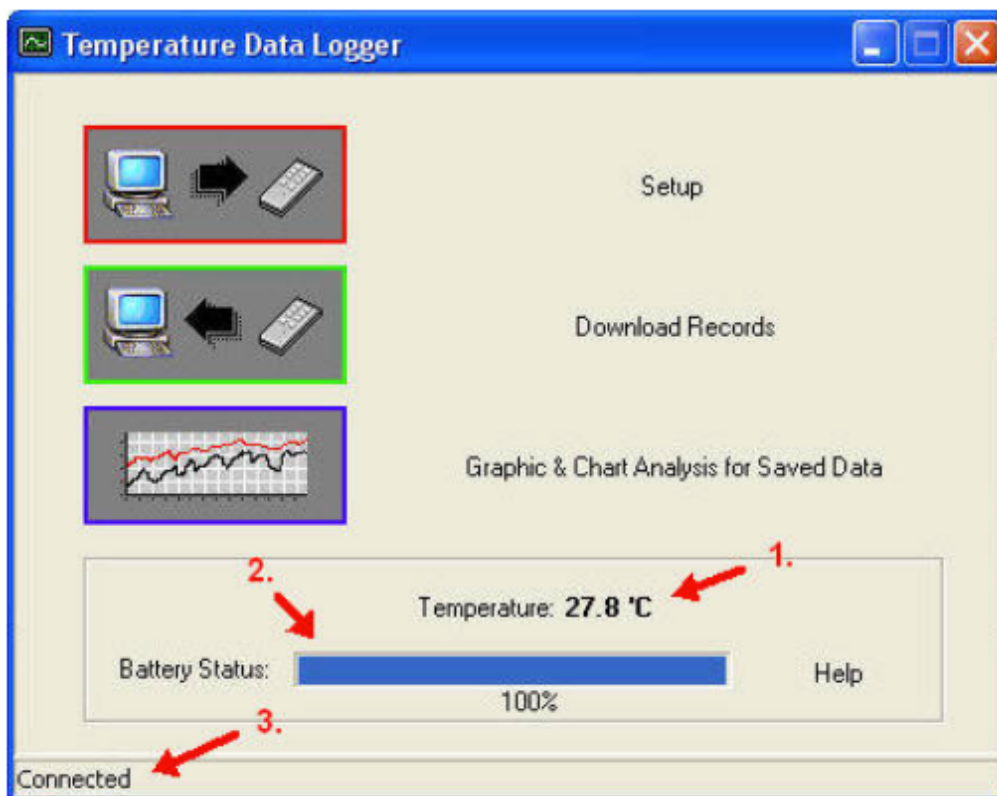 Temperature Data Logger
Setup
Download Records
Graphic & Chart Analysis for Saved Data
1.
2.
Temperature: 27.8 'C
Battery Status:
Help
100%
3.
Connected